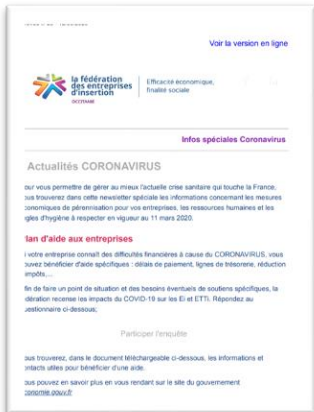 Voir la version en ligne
la fédération
des entreprises
d'insertion
OCCITANIE
Efficacité économique,
finalité sociale
Infos spéciales Coronavirus
Actualités CORONAVIRUS
our vous permettre de gérer au mieux l'actuelle crise sanitaire qui touche la France,
ous trouverez dans cette newsletter spéciale les informations concernant les mesures
conomiques de pérennisation pour vos entreprises, les ressources humaines et les
gles d'hygiène à respecter en vigueur au 11 mars 2020.
lan d'aide aux entreprises
i votre entreprise connaît des difficultés financières à cause du CORONAVIRUS, vous
ouvez bénéficier d'aide spécifiques : délais de paiement, lignes de trésorerie, réduction
impôts,...
fin de faire un point de situation et des besoins éventuels de soutiens spécifiques, la
dération recense les impacts du COVID-19 sur les Ei et ETTi. Répondez au
uestionnaire ci-dessous;
Participer l'enquête
ous trouverez, dans le document téléchargeable ci-dessous, les informations et
ontacts utiles pour bénéficier d'une aide.
ous pouvez en savoir plus en vous rendant sur le site du gouvernement
conomie.gouv.fr